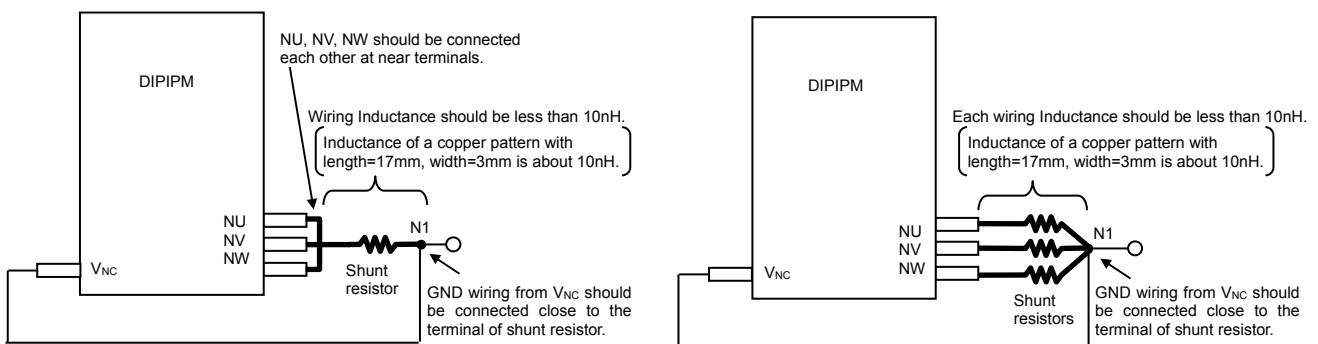 NU, NV, NW should be connected
each other at near terminals.
DIPIPM
Wiring Inductance should be less than 10nH.
Inductance of a copper pattern with
length=17mm, width=3mm is about 10nH.
NU
NV
NW
N1
VNC
Shunt
resistor
GND wiring from VNC should
be connected close to the
terminal of shunt resistor.
DIPIPM
Each wiring Inductance should be less than 10nH.
Inductance of a copper pattern with
length=17mm, width=3mm is about 10nH.
NU
NV
NW
N1
VNC
Shunt
resistors
GND wiring from VNC should
be connected close to the
terminal of shunt resistor.